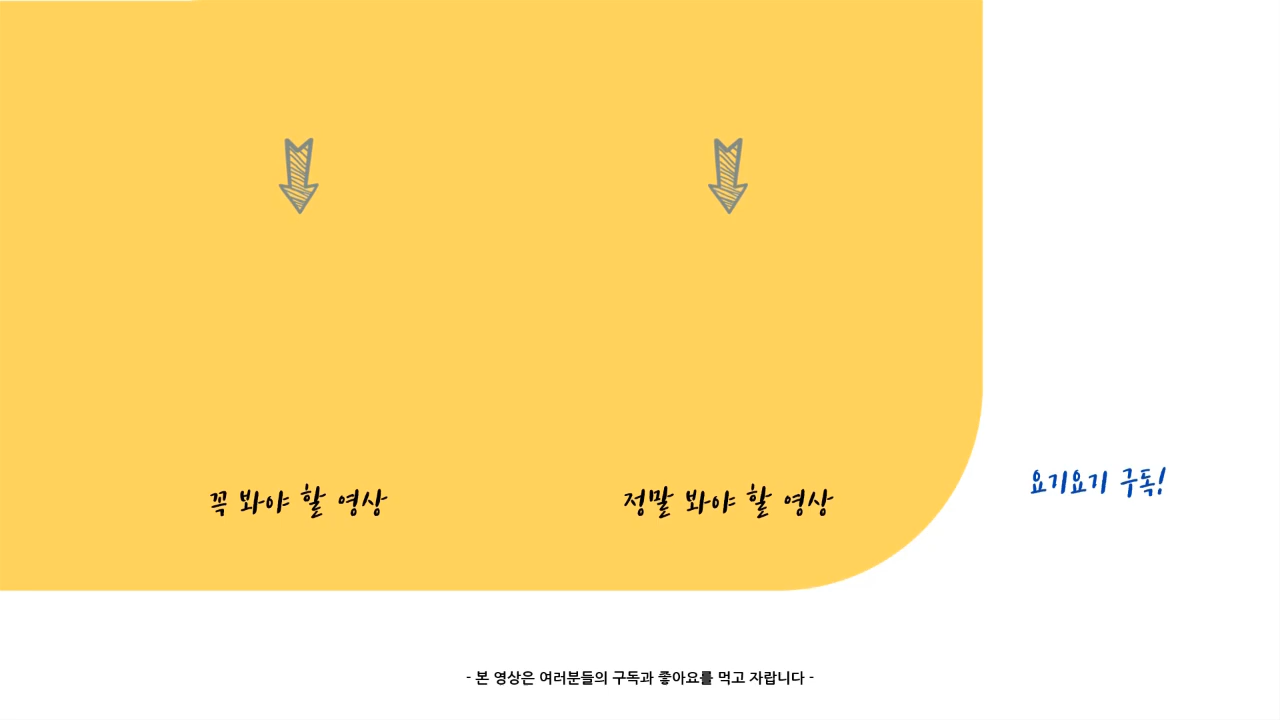 꼭 봐야 할 영상
정말 봐야 할 영상
요기요기 구독!
- 본 영상은 여러분들의 구독과 좋아요를 먹고 자랍니다 -